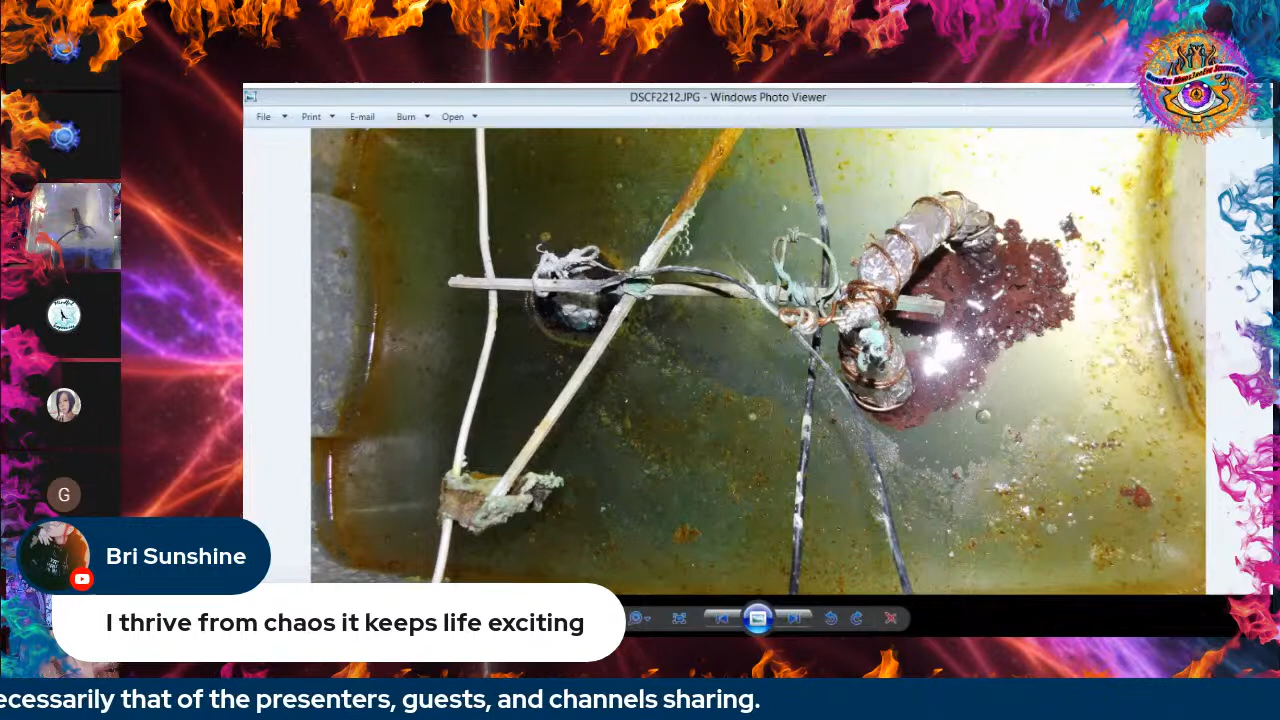 DSCF2212.JPG - Windows Photo Viewer
File Print E-mail Burn Open
G
Bri Sunshine
I thrive from chaos it keeps life exciting
ecessarily that of the presenters, guests, and channels sharing.